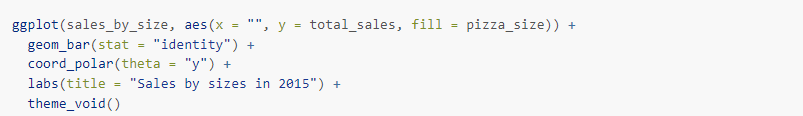 ggplot(sales_by_size, aes(x = "", y = total_sales, fill = pizza_size)) +
  geom_bar(stat = "identity") +
  coord_polar(theta = "y") +
  labs(title = "Sales by sizes in 2015") +
  theme_void()